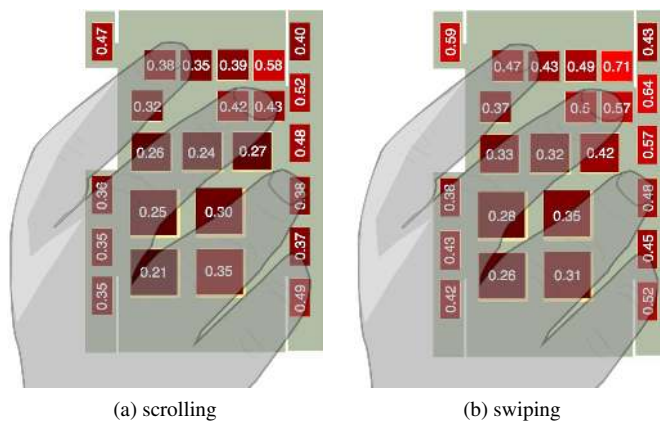 0.47 0.40 0.59 0.43
0.38 0.35 0.39 0.58 0.47 0.43 0.49 0.71
0.52 0.64
0.32 0.42 0.43 0.37 0.5 0.57
0.48 0.57
0.26 0.24 0.27 0.33 0.32 0.42
0.36 0.38 0.38 0.48
0.25 0.30 0.28 0.35
0.35 0.37 0.43 0.45
0.21 0.35 0.26 0.31
0.35 0.49 0.42 0.52
(a) scrolling (b) swiping